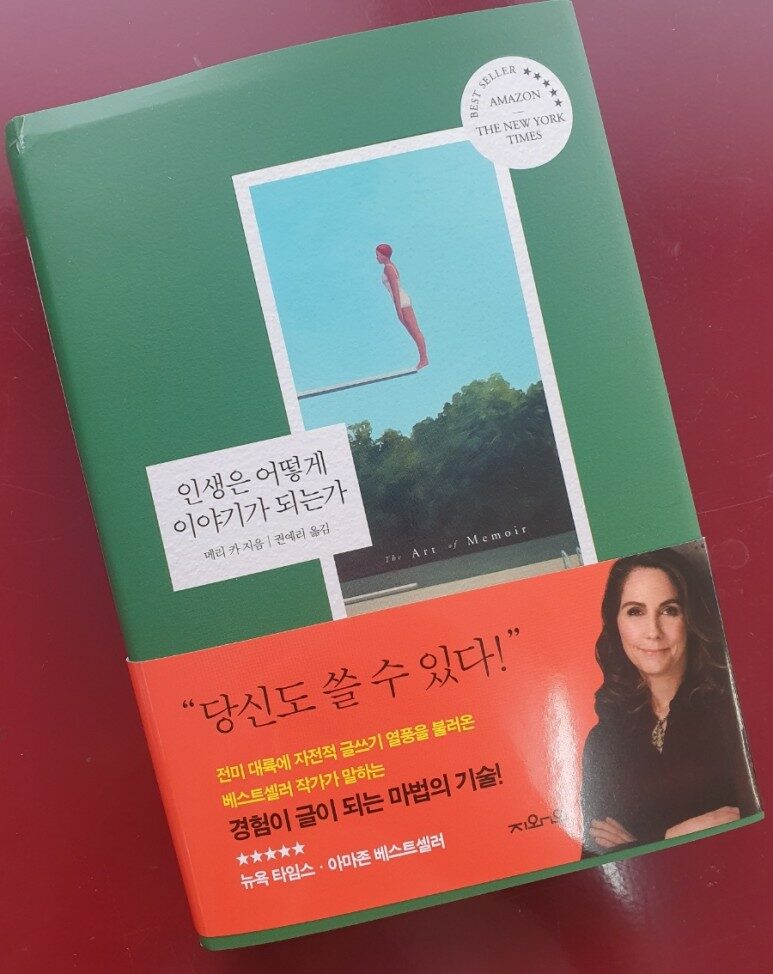 BEST SELLER ★★★★★
AMAZON
THE NEW YORK
TIMES
인생은 어떻게
이야기가 되는가
메리 카 지음 | 권예리 옮김
The Art of Memoir
“당신도 쓸 수 있다!”
전미 대륙에 자전적 글쓰기 열풍을 불러온
베스트셀러 작가가 말하는
경험이 글이 되는 마법의 기술!
★★★★★
뉴욕 타임스 · 아마존 베스트셀러